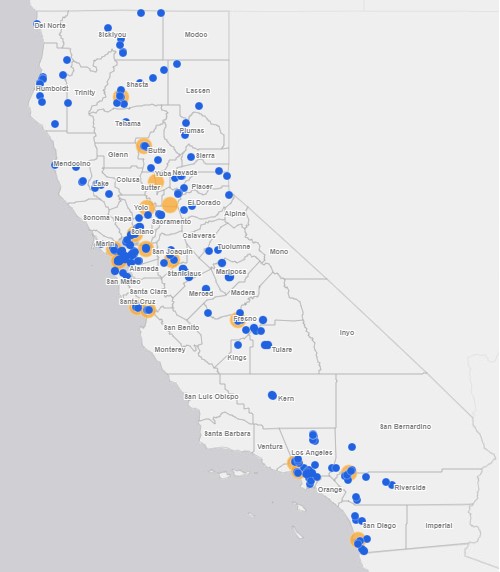 Del Norte
Siskiyou
Modoc
Humboldt
Trinity
Shasta
Lassen
Tehama
Plumas
Mendocino
Glenn
Butte
Sierra
Lake
Colusa
Yuba
Nevada
Sutter
Placer
Sonoma
Napa
Yolo
El Dorado
Sacramento
Alpine
Marin
Solano
Calaveras
San Joaquin
Tuolumne
Mono
Alameda
Stanislaus
Mariposa
San Mateo
Santa Clara
Merced
Madera
Santa Cruz
San Benito
Fresno
Inyo
Monterey
Kings
Tulare
San Luis Obispo
Kern
San Bernardino
Santa Barbara
Ventura
Los Angeles
Orange
Riverside
San Diego
Imperial